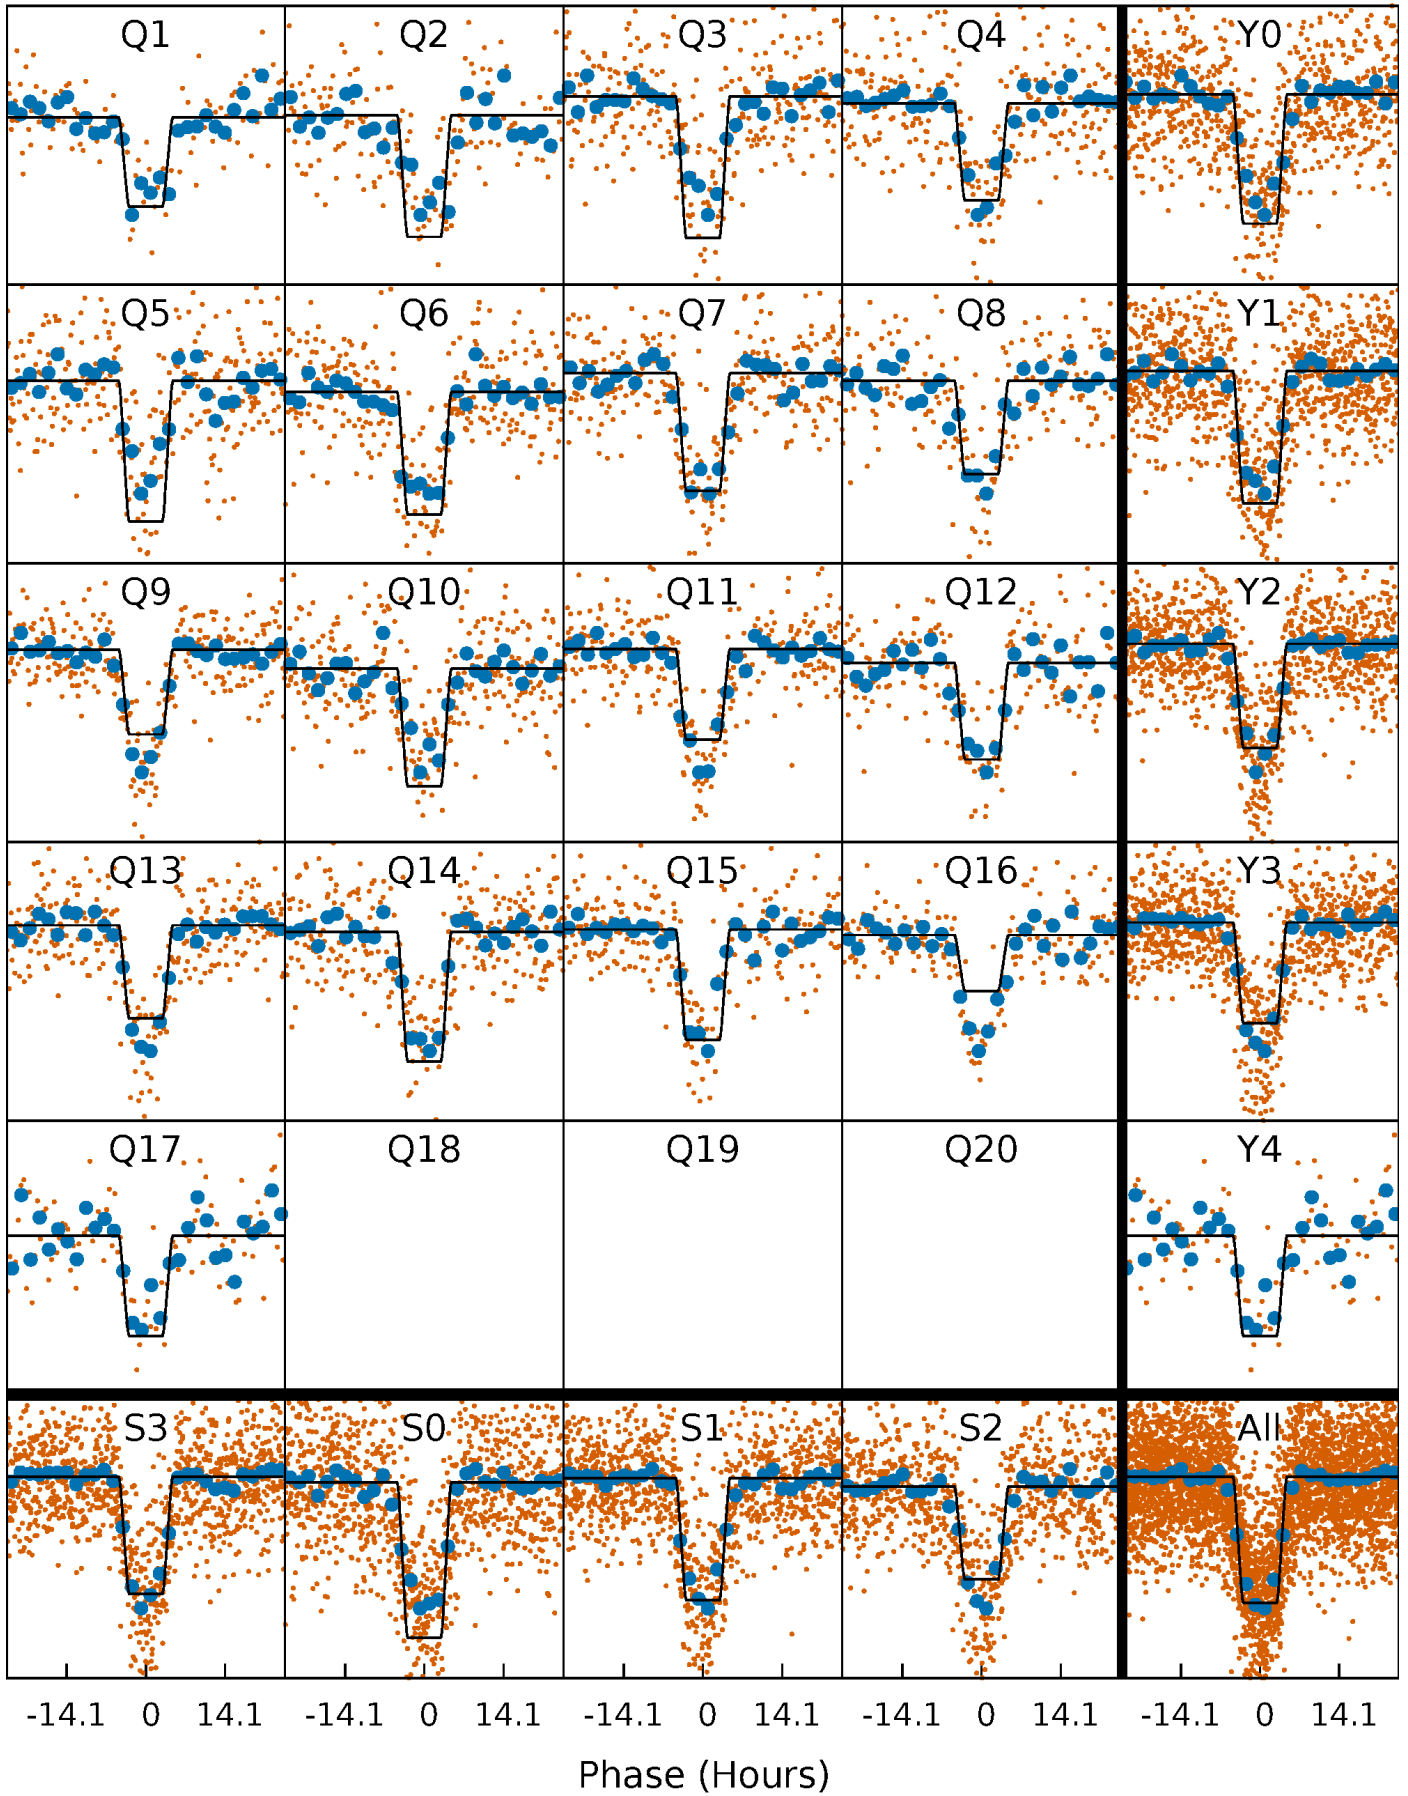 Q1 Q2 Q3 Q4 Y0
Q5 Q6 Q7 Q8 Y1
Q9 Q10 Q11 Q12 Y2
Q13 Q14 Q15 Q16 Y3
Q17 Q18 Q19 Q20 Y4
S3 S0 S1 S2 All
-14.1 0 14.1 -14.1 0 14.1 -14.1 0 14.1 -14.1 0 14.1 -14.1 0 14.1
Phase (Hours)